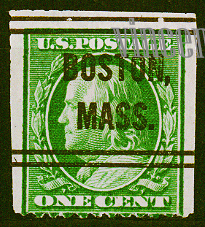 U.S. POSTAGE
BOSTON,
MASS.
ONE CENT